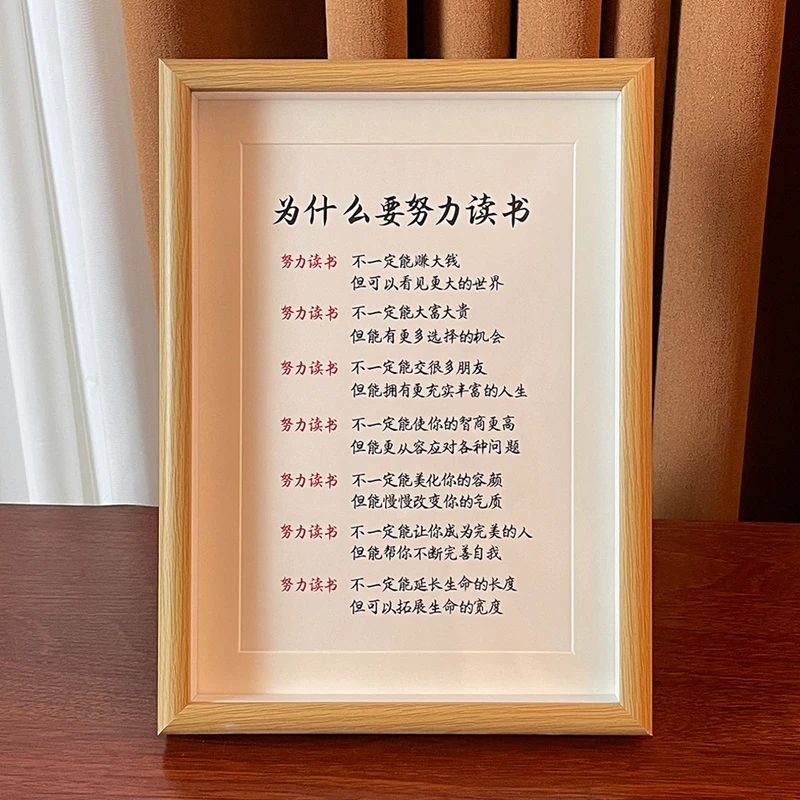 为什么要努力读书
努力读书 不一定能赚大钱
但可以看见更大的世界
努力读书 不一定能大富大贵
但能有更多选择的机会
努力读书 不一定能交很多朋友
但能拥有更充实丰富的人生
努力读书 不一定能使你的智商更高
但能更从容应对各种问题
努力读书 不一定能美化你的容颜
但能慢慢改变你的气质
努力读书 不一定能让你成为完美的人
但能帮你不断完善自我
努力读书 不一定能延长生命的长度
但可以拓展生命的宽度